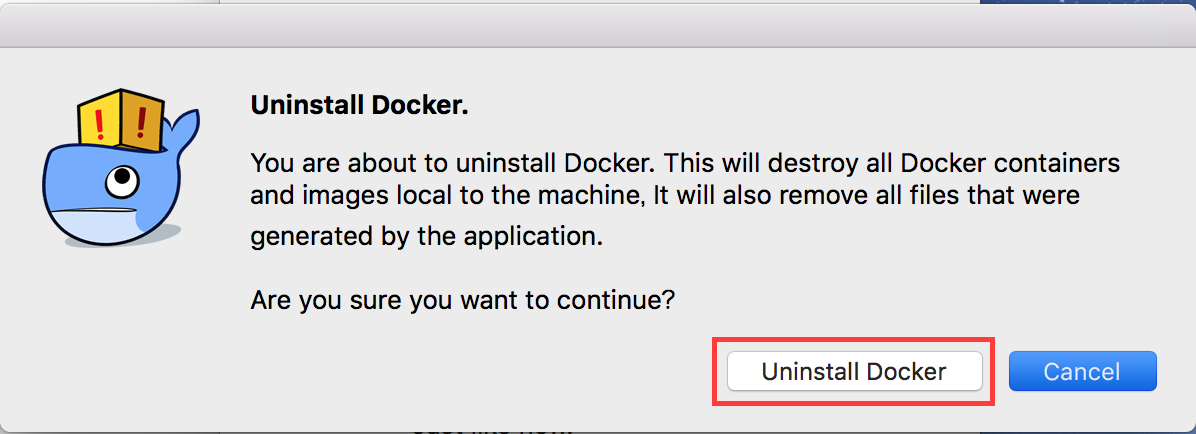 Uninstall Docker.
You are about to uninstall Docker. This will destroy all Docker containers
and images local to the machine, It will also remove all files that were
generated by the application.
Are you sure you want to continue?
Uninstall Docker
Cancel